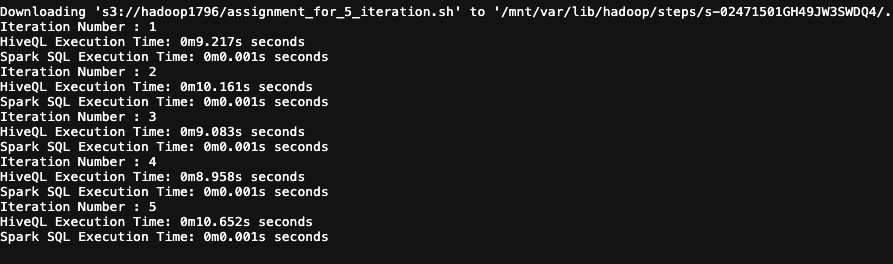 Downloading 's3://hadoop1796/assignment_for_5_iteration.sh' to '/mnt/var/lib/hadoop/steps/s-02471501GH49JW3SWDQ4/.
Iteration Number : 1
HiveQL Execution Time: 0m9.217s seconds
Spark SQL Execution Time: 0m0.001s seconds
Iteration Number : 2
HiveQL Execution Time: 0m10.161s seconds
Spark SQL Execution Time: 0m0.001s seconds
Iteration Number : 3
HiveQL Execution Time: 0m9.083s seconds
Spark SQL Execution Time: 0m0.001s seconds
Iteration Number : 4
HiveQL Execution Time: 0m8.958s seconds
Spark SQL Execution Time: 0m0.001s seconds
Iteration Number : 5
HiveQL Execution Time: 0m10.652s seconds
Spark SQL Execution Time: 0m0.001s seconds